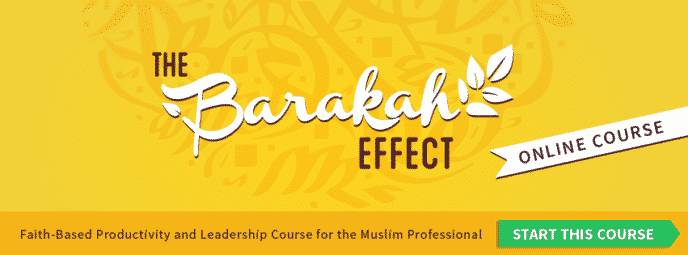 THE
Barakah
EFFECT
ONLINE COURSE
Faith-Based Productivity and Leadership Course for the Muslim Professional
START THIS COURSE